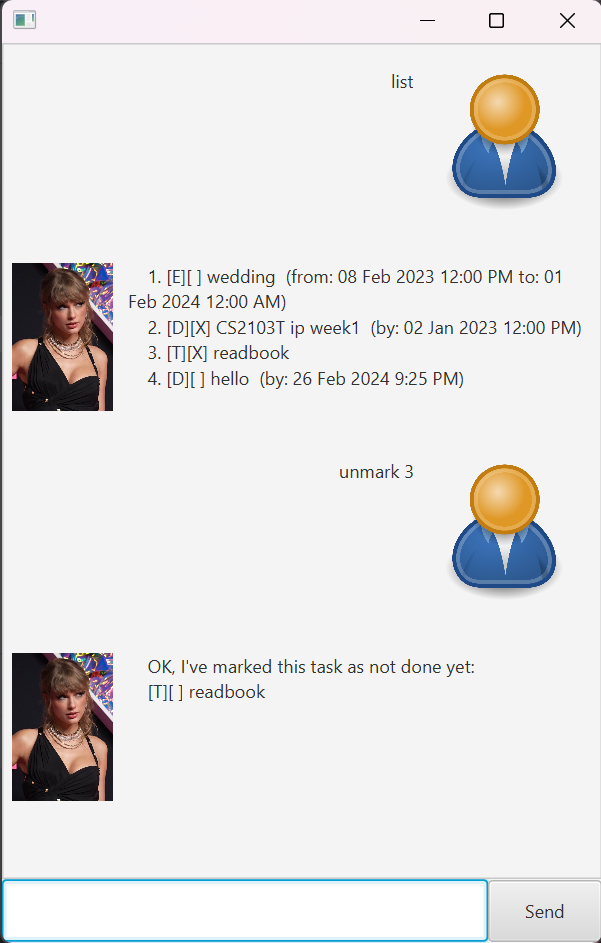 list
1. [E][ ] wedding  (from: 08 Feb 2023 12:00 PM to: 01
Feb 2024 12:00 AM)
2. [D][X] CS2103T ip week1  (by: 02 Jan 2023 12:00 PM)
3. [T][X] readbook
4. [D][ ] hello  (by: 26 Feb 2024 9:25 PM)
unmark 3
OK, I've marked this task as not done yet:
[T][ ] readbook
Send